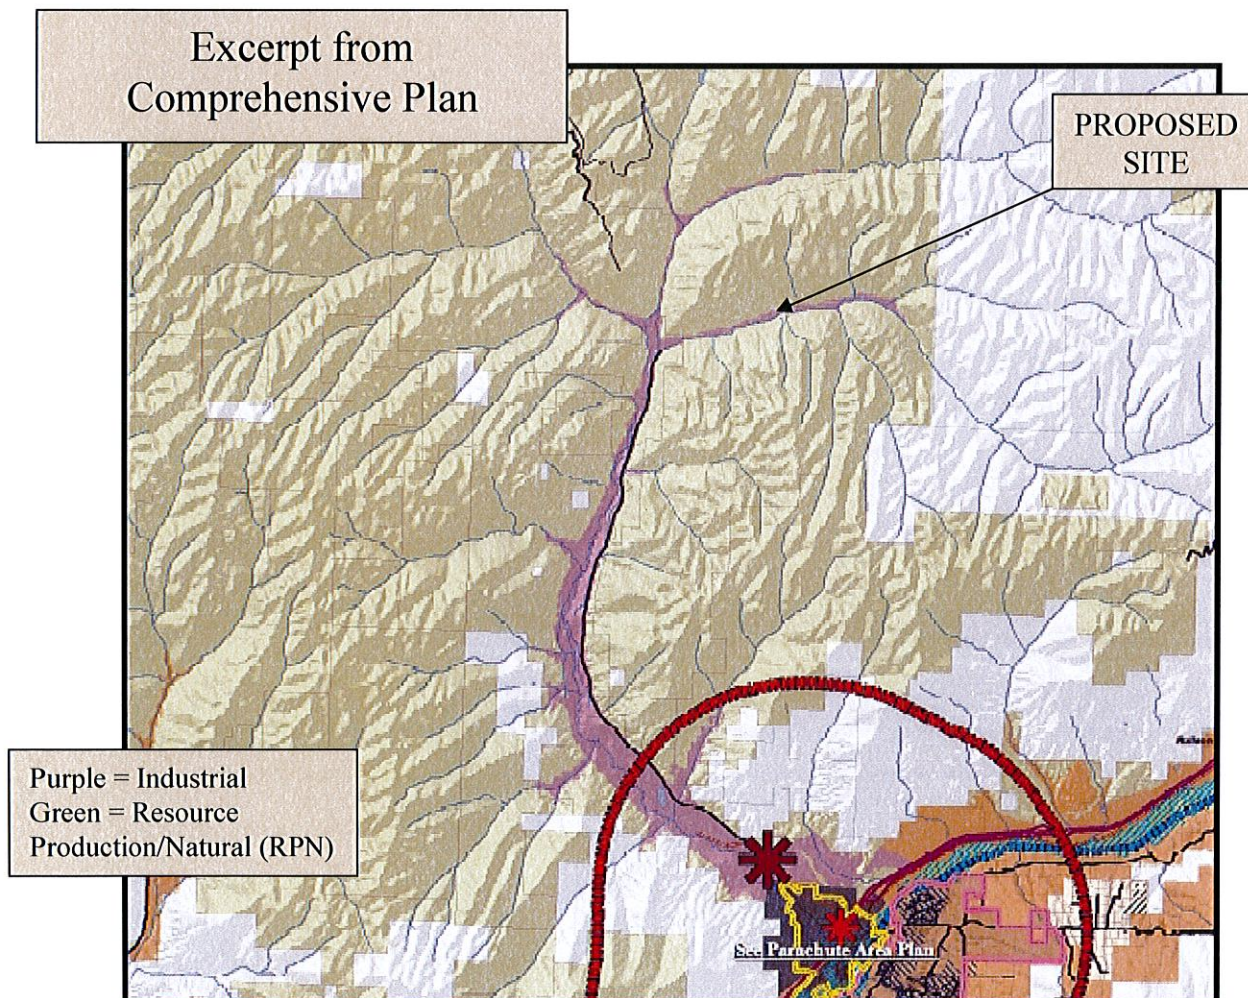 Excerpt from
Comprehensive Plan
PROPOSED
SITE
Purple = Industrial
Green = Resource
Production/Natural (RPN)
See Parachute Area Plan